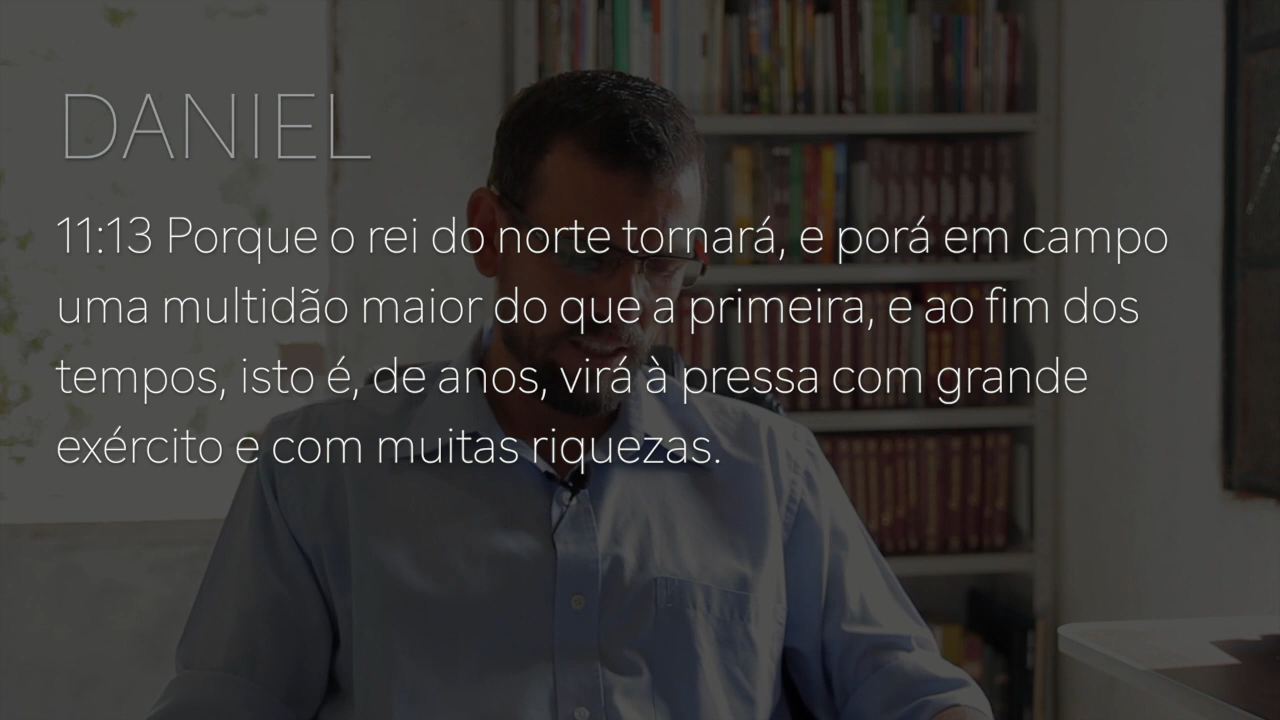 DANIEL
11:13 Porque o rei do norte tornará, e porá em campo
uma multidão maior do que a primeira, e ao fim dos
tempos, isto é, de anos, virá à pressa com grande
exército e com muitas riquezas.